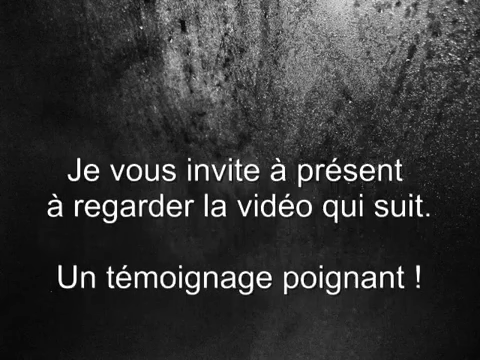 Je vous invite à présent
à regarder la vidéo qui suit.
Un témoignage poignant !